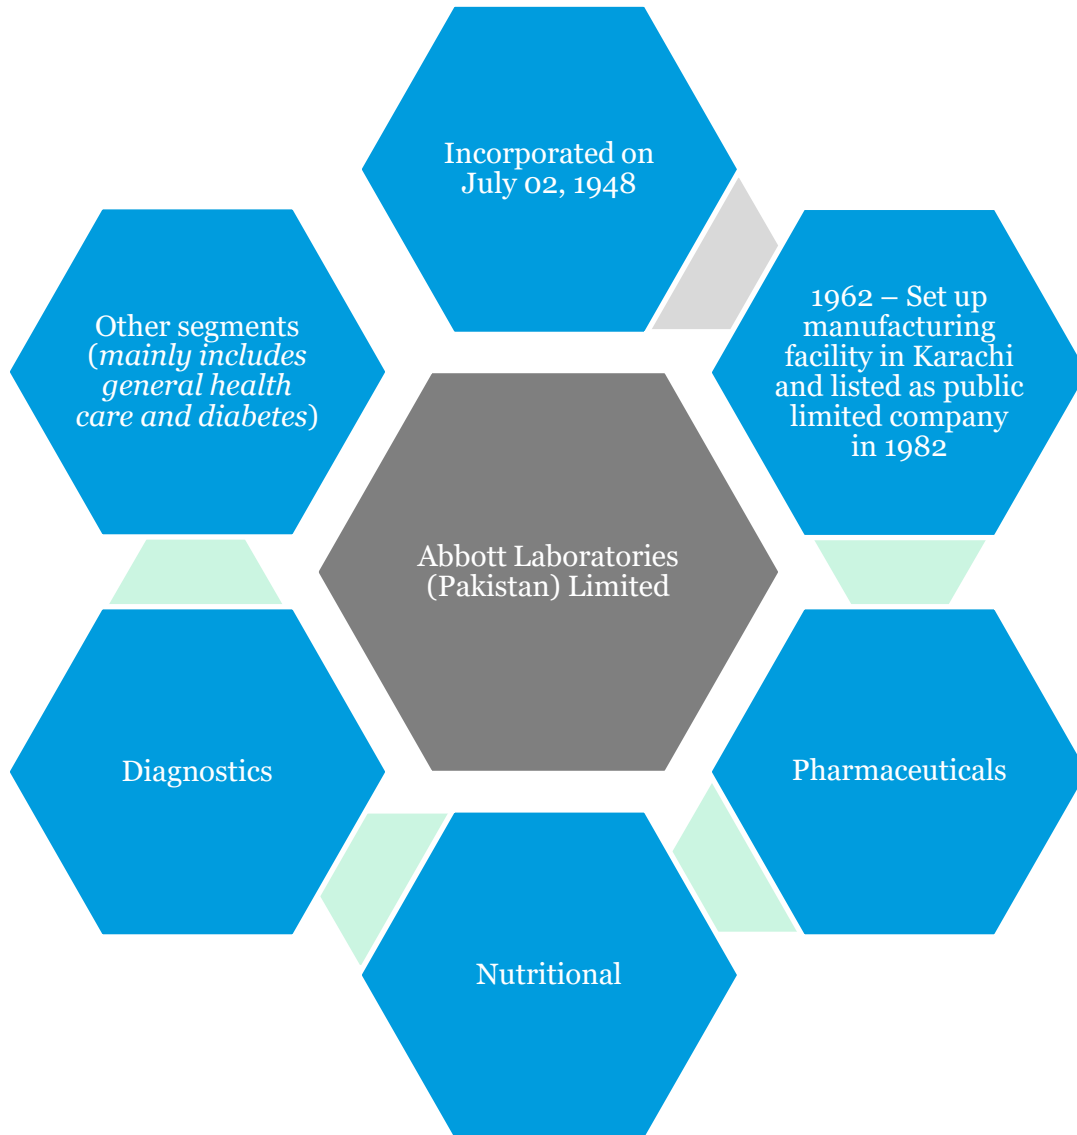 Incorporated on
July 02, 1948
1962 – Set up
manufacturing
facility in Karachi
and listed as public
limited company
in 1982
Other segments
(mainly includes
general health
care and diabetes)
Abbott Laboratories
(Pakistan) Limited
Pharmaceuticals
Diagnostics
Nutritional